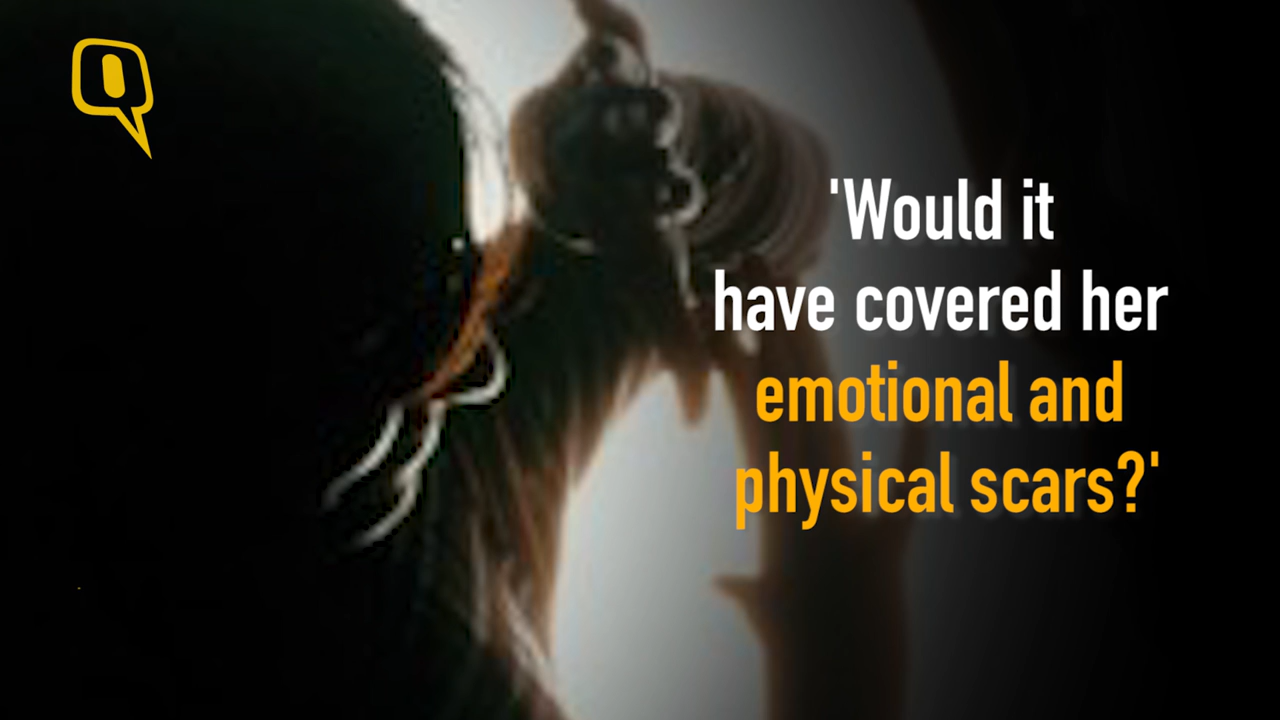 'Would it
have covered her
emotional and
physical scars?'